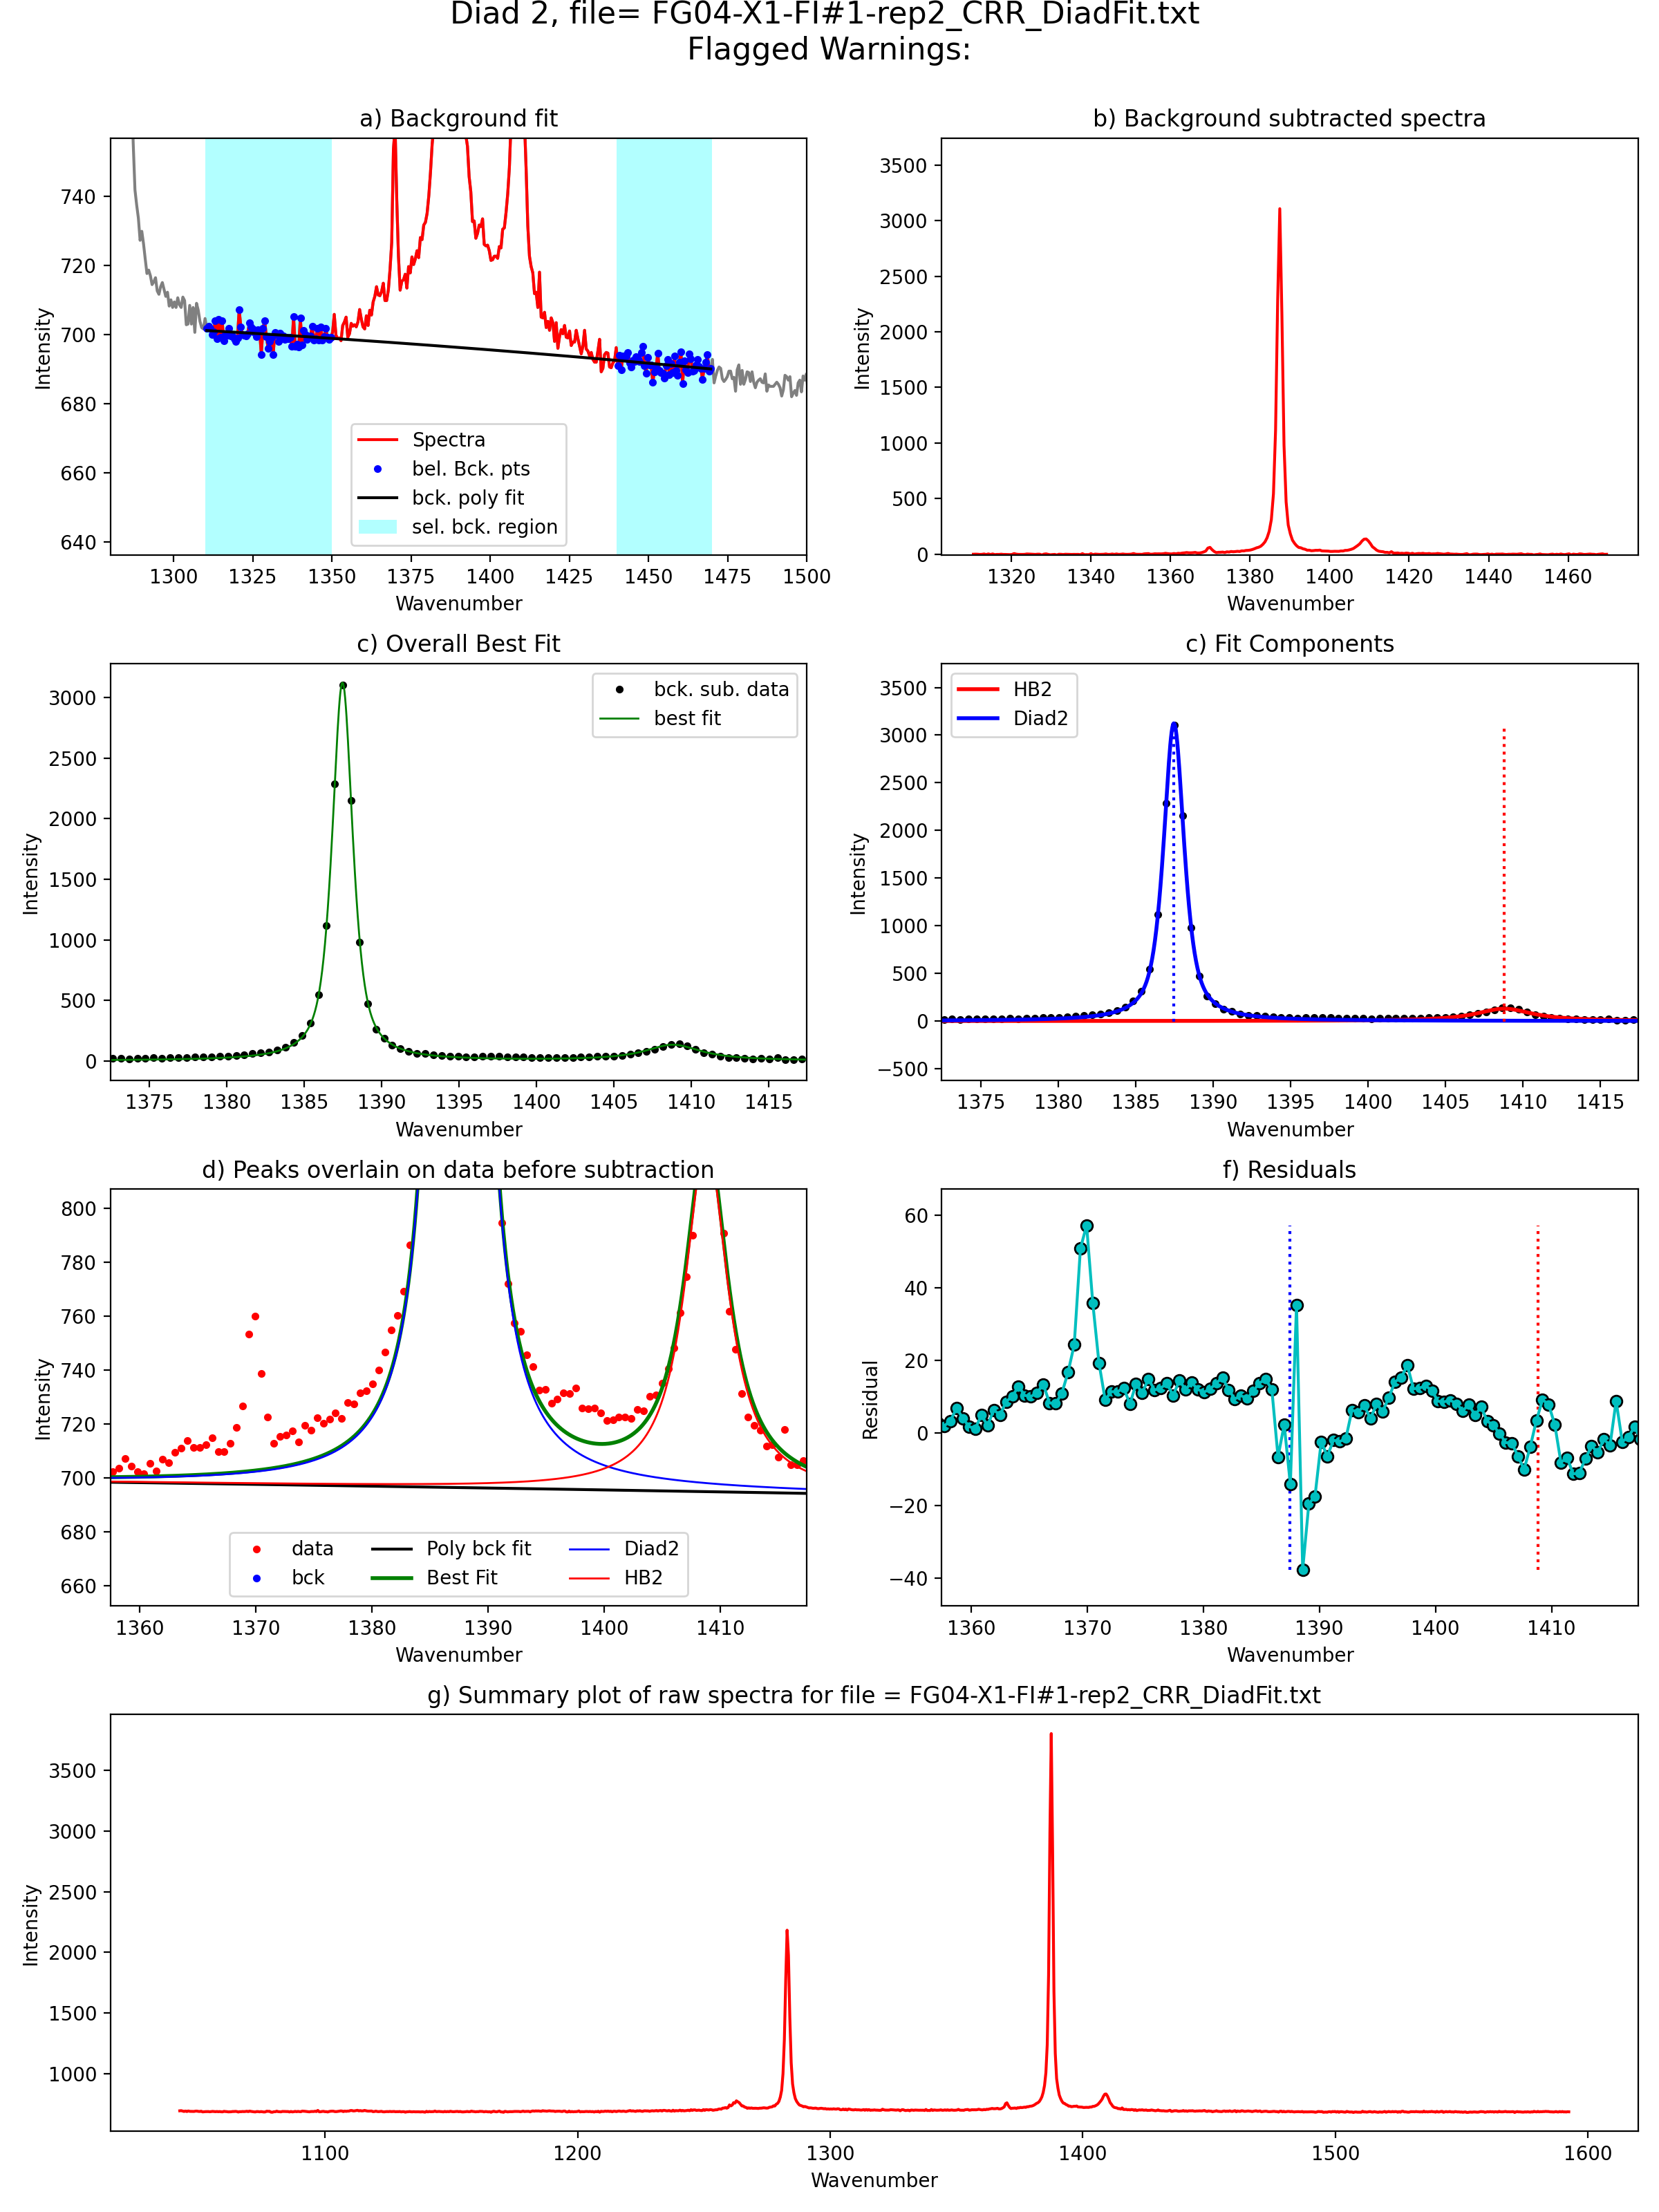 Diad 2, file= FG04-X1-FI#1-rep2_CRR_DiadFit.txt
Flagged Warnings:
a) Background fit
Intensity
740
720
700
680
660
640
Spectra
bel. Bck. pts
bck. poly fit
sel. bck. region
1300 1325 1350 1375 1400 1425 1450 1475 1500
Wavenumber
b) Background subtracted spectra
Intensity
3500
3000
2500
2000
1500
1000
500
0
1320 1340 1360 1380 1400 1420 1440 1460
Wavenumber
c) Overall Best Fit
Intensity
3000
2500
2000
1500
1000
500
0
bck. sub. data
best fit
1375 1380 1385 1390 1395 1400 1405 1410 1415
Wavenumber
c) Fit Components
Intensity
3500
3000
2500
2000
1500
1000
500
0
−500
HB2
Diad2
1375 1380 1385 1390 1395 1400 1405 1410 1415
Wavenumber
d) Peaks overlain on data before subtraction
Intensity
800
780
760
740
720
700
680
660
data
bck
Poly bck fit
Best Fit
Diad2
HB2
1360 1370 1380 1390 1400 1410
Wavenumber
f) Residuals
Residual
60
40
20
0
−20
−40
1360 1370 1380 1390 1400 1410
Wavenumber
g) Summary plot of raw spectra for file = FG04-X1-FI#1-rep2_CRR_DiadFit.txt
Intensity
3500
3000
2500
2000
1500
1000
1100 1200 1300 1400 1500 1600
Wavenumber